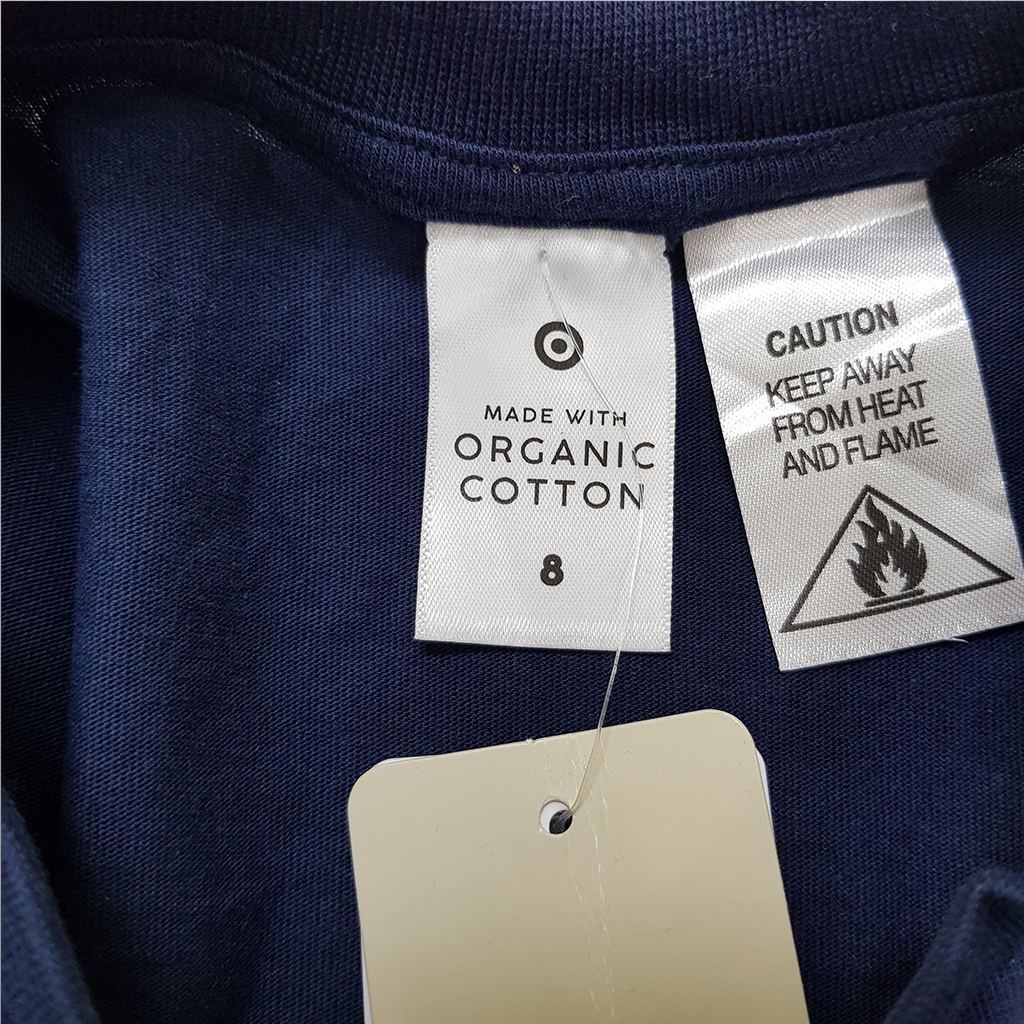 MADE WITH
ORGANIC
COTTON
8
CAUTION
KEEP AWAY
FROM HEAT
AND FLAME